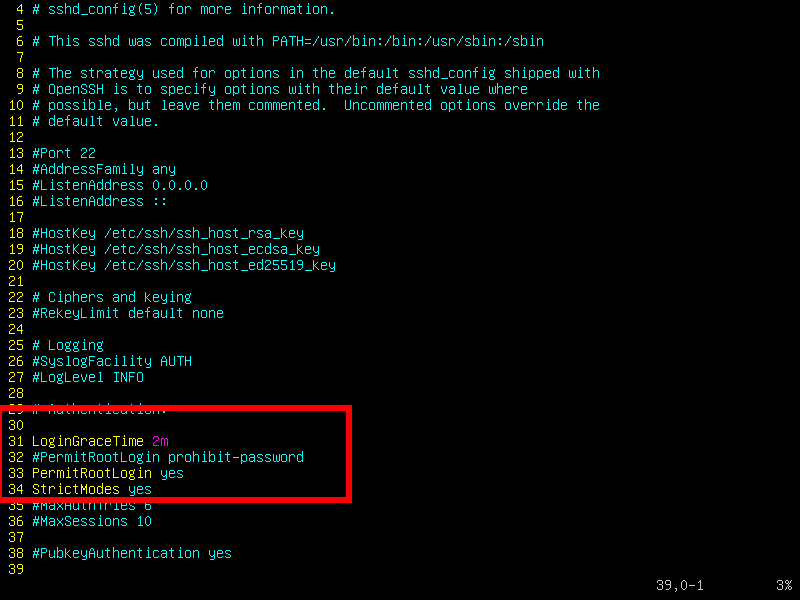 4 # sshd_config(5) for more information.
5
6 # This sshd was compiled with PATH=/usr/bin:/bin:/usr/sbin:/sbin
7
8 # The strategy used for options in the default sshd_config shipped with
9 # OpenSSH is to specify options with their default value where
10 # possible, but leave them commented.  Uncommented options override the
11 # default value.
12
13 #Port 22
14 #AddressFamily any
15 #ListenAddress 0.0.0.0
16 #ListenAddress ::
17
18 #HostKey /etc/ssh/ssh_host_rsa_key
19 #HostKey /etc/ssh/ssh_host_ecdsa_key
20 #HostKey /etc/ssh/ssh_host_ed25519_key
21
22 # Ciphers and keying
23 #RekeyLimit default none
24
25 # Logging
26 #SyslogFacility AUTH
27 #LogLevel INFO
28
29 # Authentication:
30
31 LoginGraceTime 2m
32 #PermitRootLogin prohibit-password
33 PermitRootLogin yes
34 StrictModes yes
35 #MaxAuthTries 6
36 #MaxSessions 10
37
38 #PubkeyAuthentication yes
39
39,0-1 3%